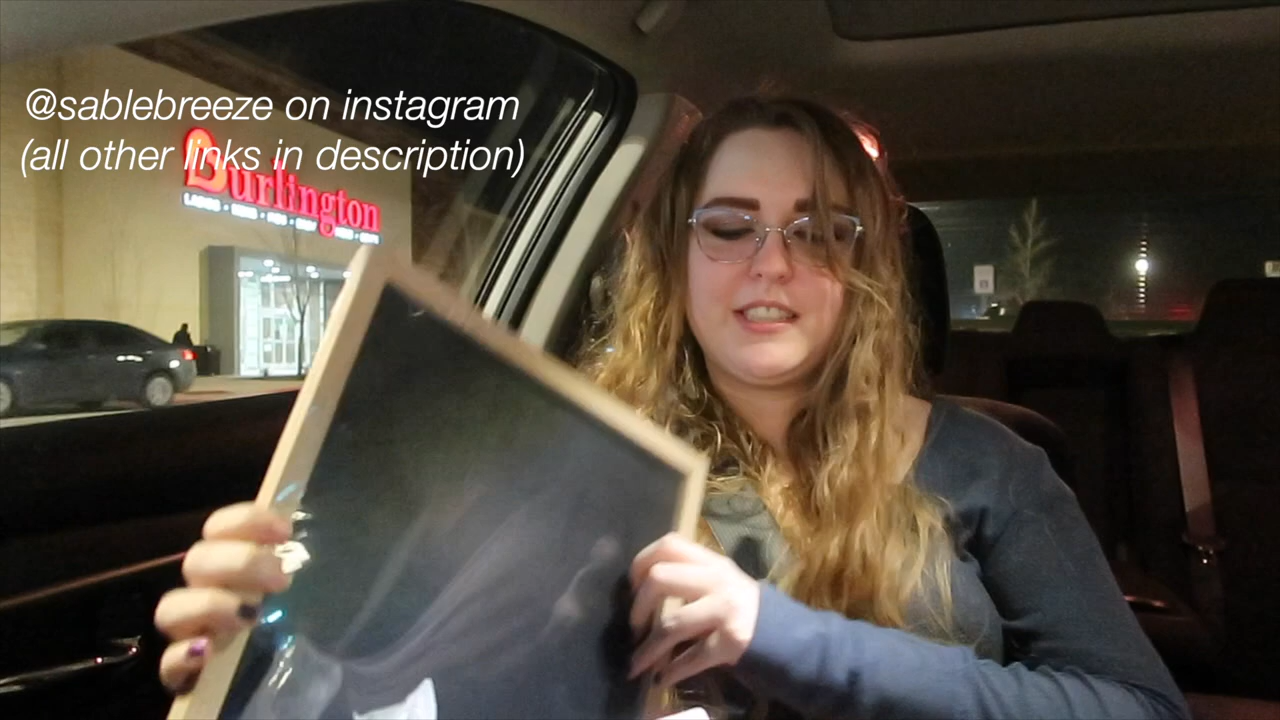 @sablebreeze on instagram
(all other links in description)
Burlington